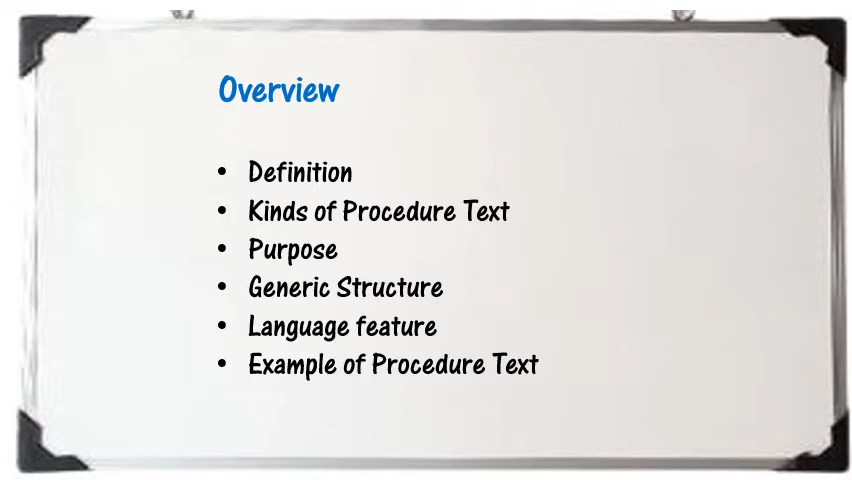 Overview
• Definition
• Kinds of Procedure Text
• Purpose
• Generic Structure
• Language feature
• Example of Procedure Text